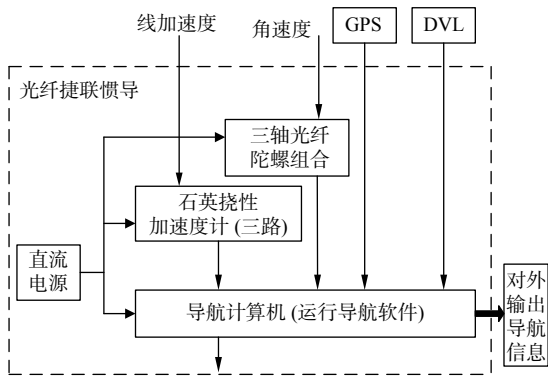 线加速度
角速度
GPS
DVL
光纤捷联惯导
三轴光纤
陀螺组合
石英挠性
加速度计 (三路)
直流
电源
导航计算机 (运行导航软件)
对外
输出
导航
信息